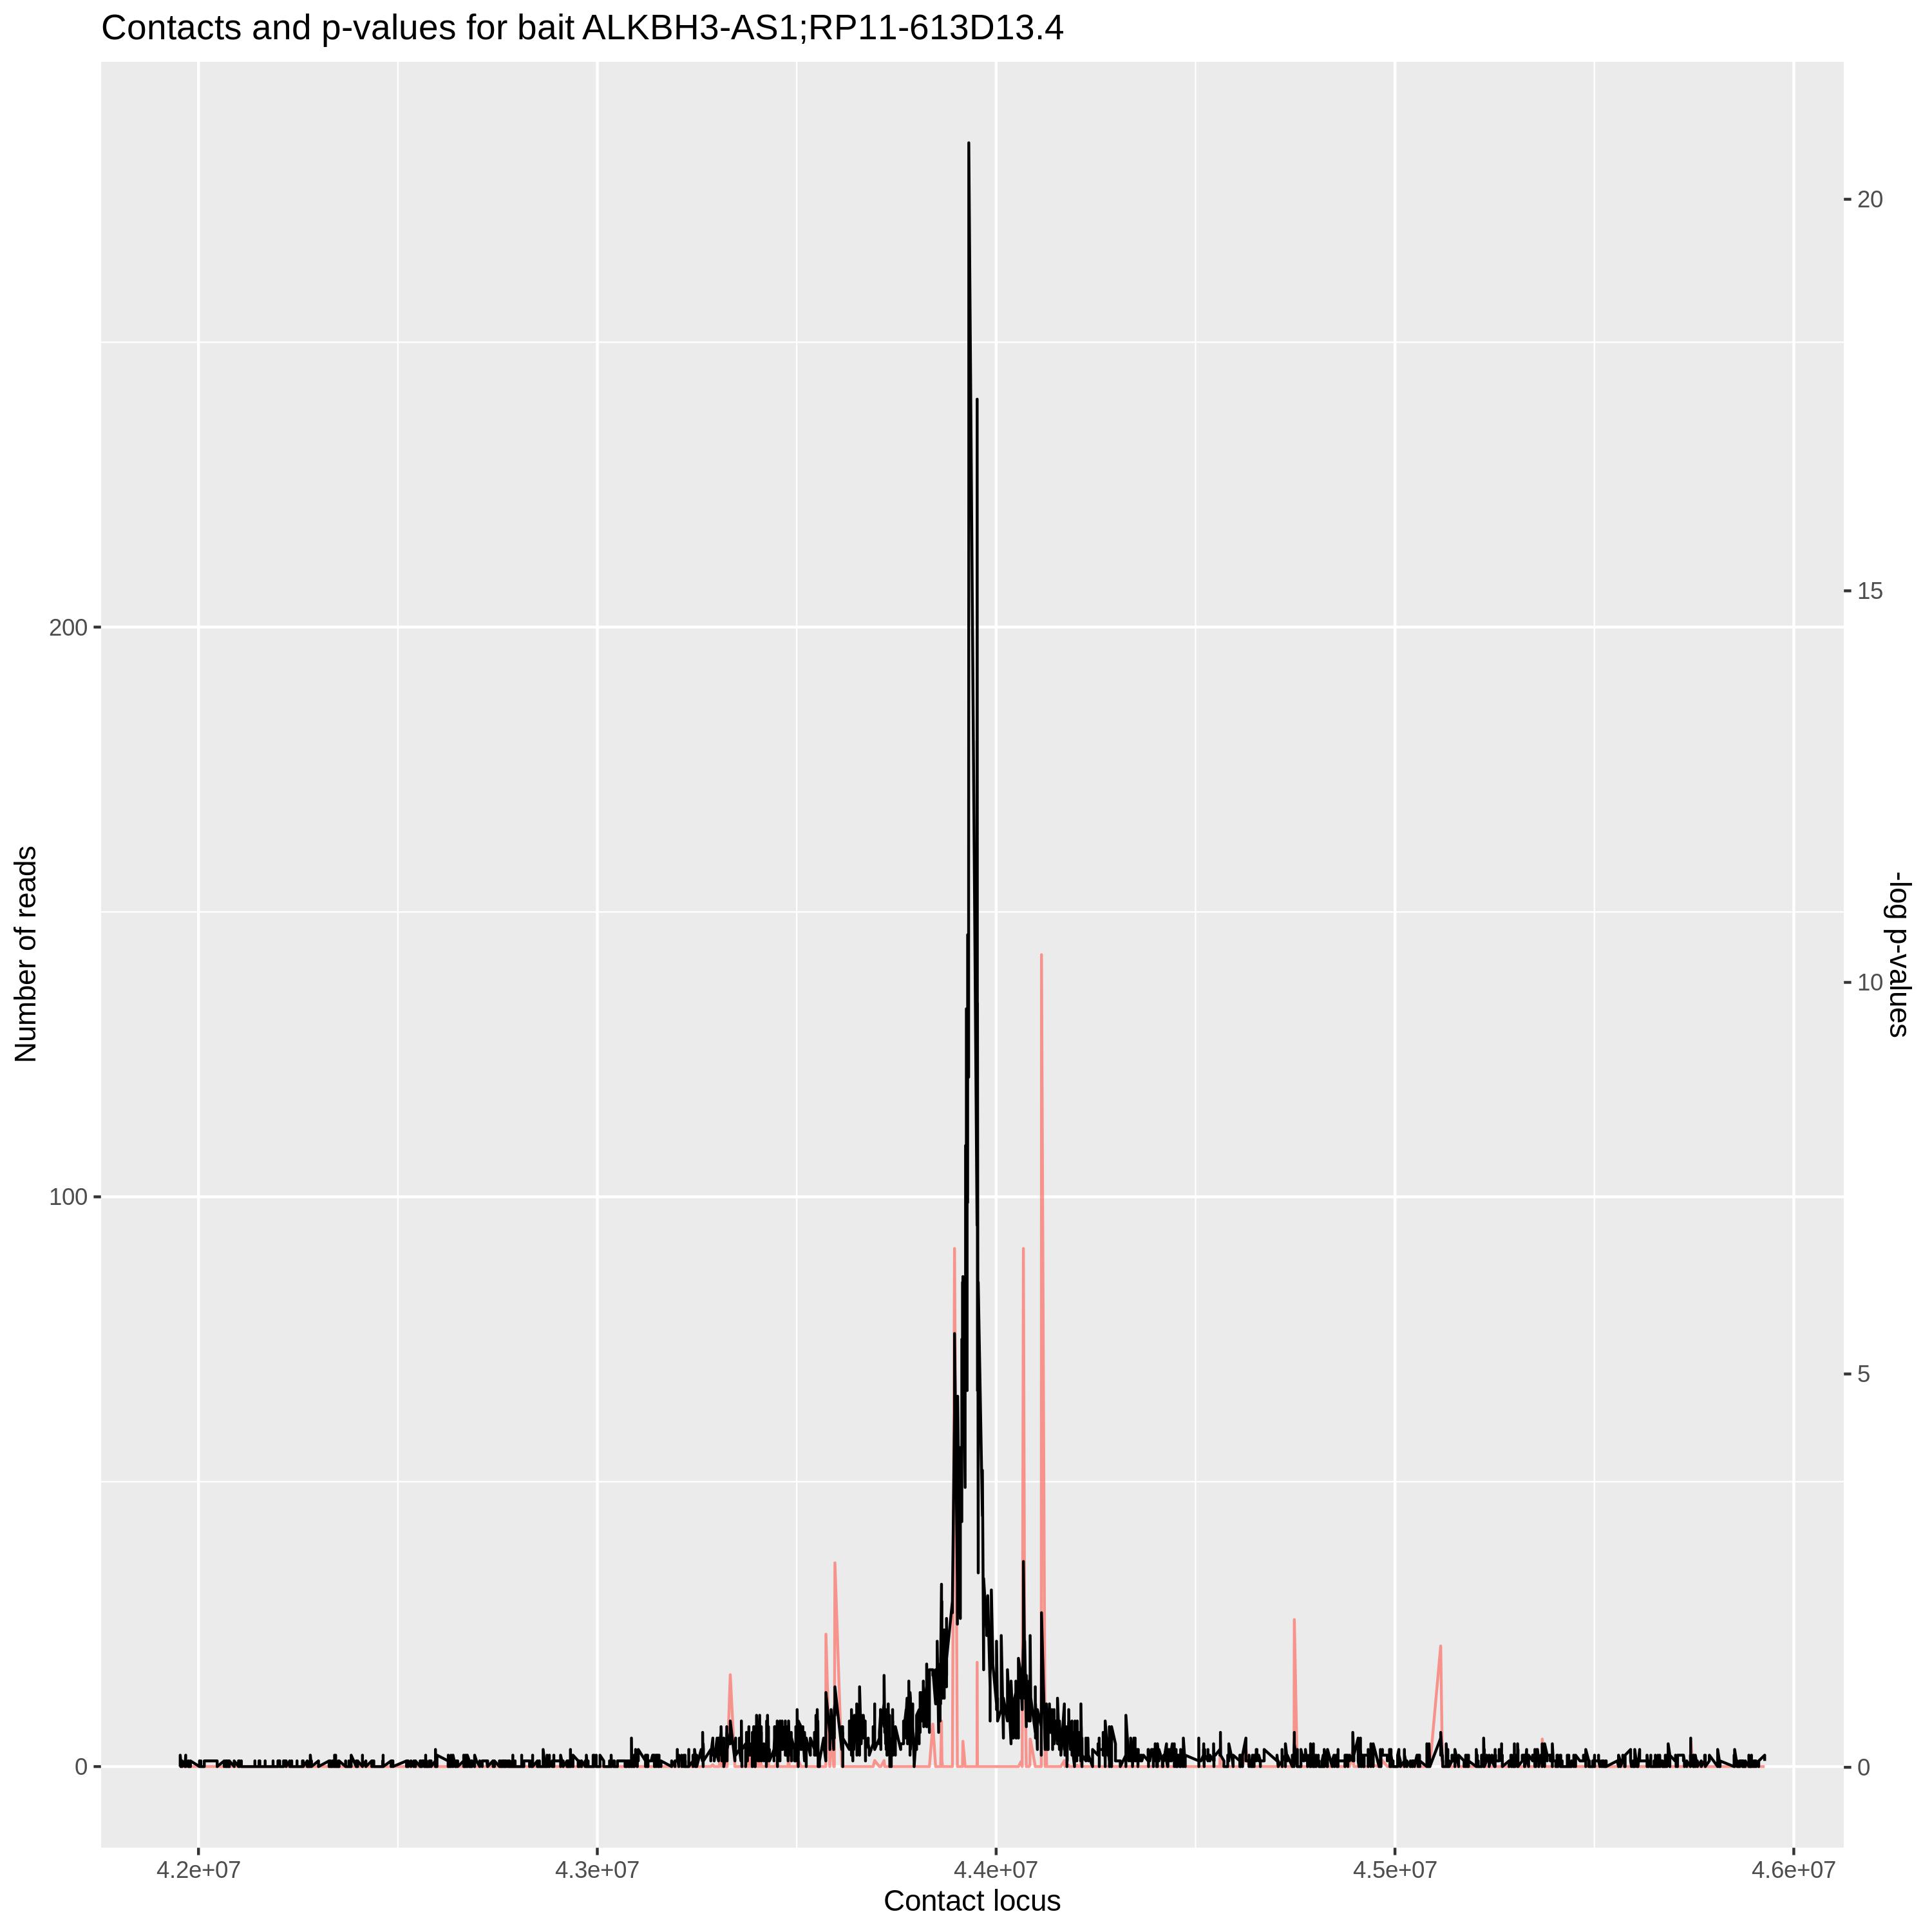 Contacts and p-values for bait ALKBH3-AS1;RP11-613D13.4
Number of reads
200
100
0
20
15
10
5
0
-log p-values
4.2e+07
4.3e+07
4.4e+07
4.5e+07
4.6e+07
Contact locus